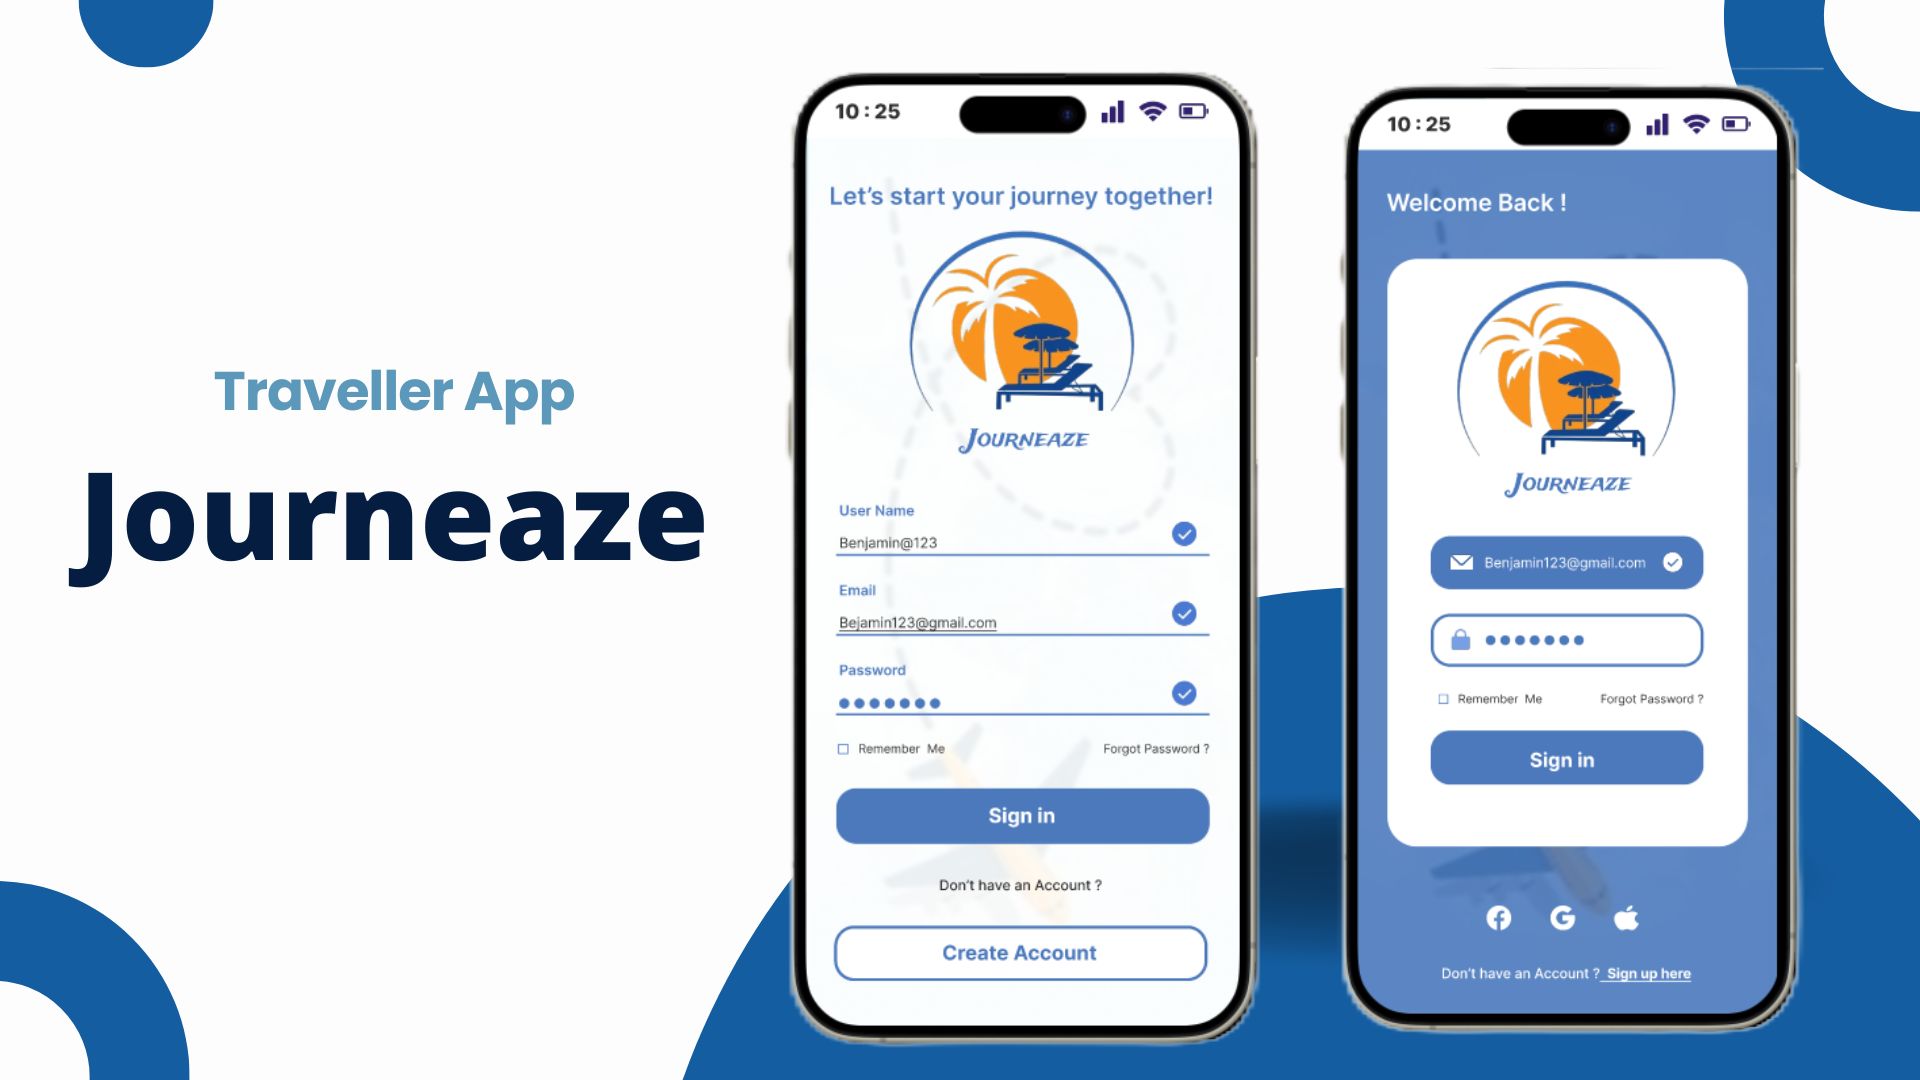 Traveller App
Journeaze
10 : 25
Let's start your journey together!
JOURNEAZE
User Name
Benjamin@123
Email
Bejamin123@gmail.com
Password
Remember Me
Forgot Password ?
Sign in
Don't have an Account ?
Create Account
10 : 25
Welcome Back !
JOURNEAZE
Benjamin123@gmail.com
Remember Me
Forgot Password ?
Sign in
Don't have an Account ? Sign up here